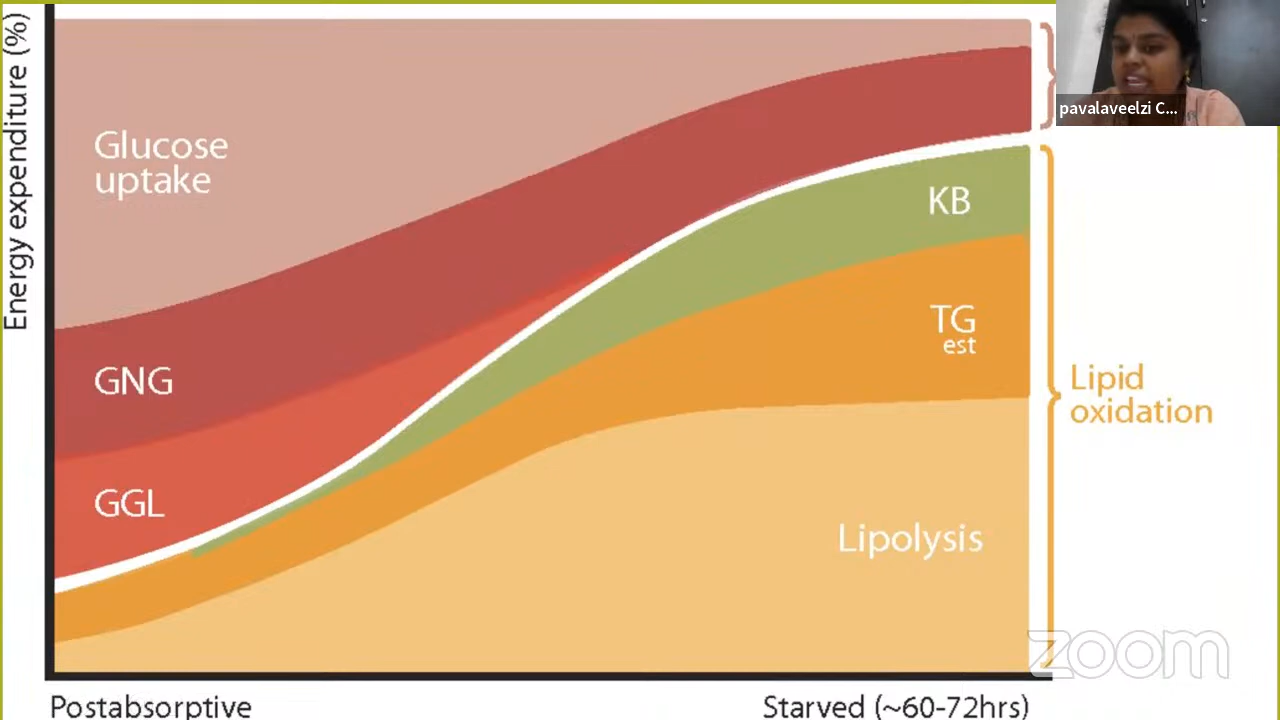 Energy expenditure (%)
Glucose
uptake
GNG
GGL
KB
TG
est
Lipolysis
Lipid
oxidation
Postabsorptive
Starved (~60-72hrs)
pavalaveelzi C...
zoom